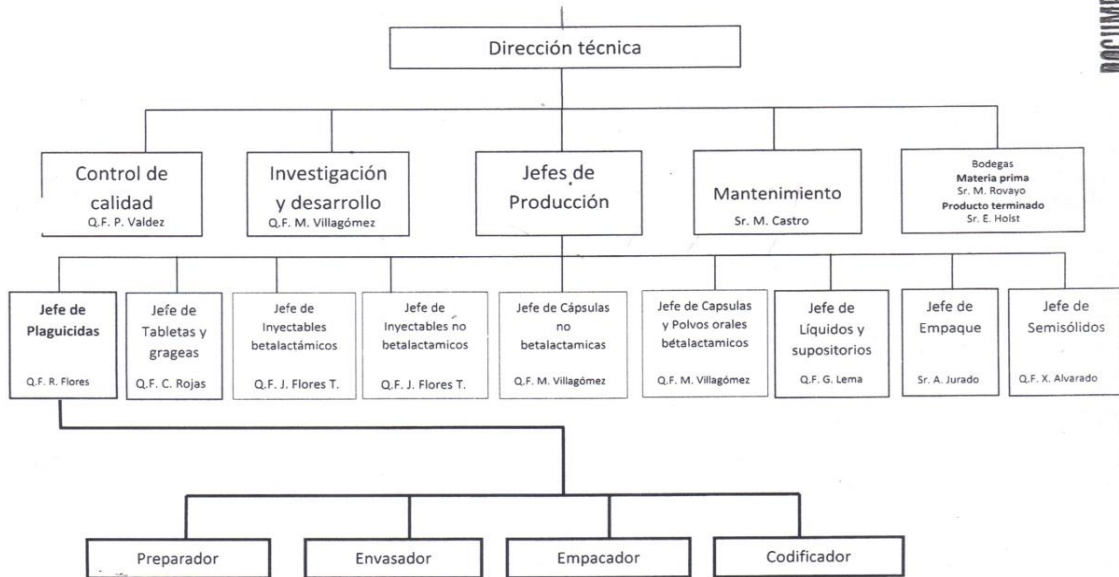 DOCUME
Dirección técnica
Control de
calidad
Q.F. P. Valdez
Investigación
y desarrollo
Q.F. M. Villagómez
Jefes de
Producción
Mantenimiento
Sr. M. Castro
Bodegas
Materia prima
Sr. M. Rovayo
Producto terminado
Sr. E. Holst
Jefe de
Plaguicidas
Q.F. R. Flores
Jefe de
Tabletas y
grageas
Q.F. C. Rojas
Jefe de
Inyectables
betalactámicos
Q.F. J. Flores T.
Jefe de
Inyectables no
betalactamicos
Q.F. J. Flores T.
Jefe de Cápsulas
no
betalactamicas
Q.F. M. Villagómez
Jefe de Capsulas
y Polvos orales
betalactamicos
Q.F. M. Villagómez
Jefe de
Líquidos y
supositorios
Q.F. G. Lema
Jefe de
Empaque
Sr. A. Jurado
Jefe de
Semisólidos
Q.F. X. Alvarado
Preparador
Envasador
Empacador
Codificador